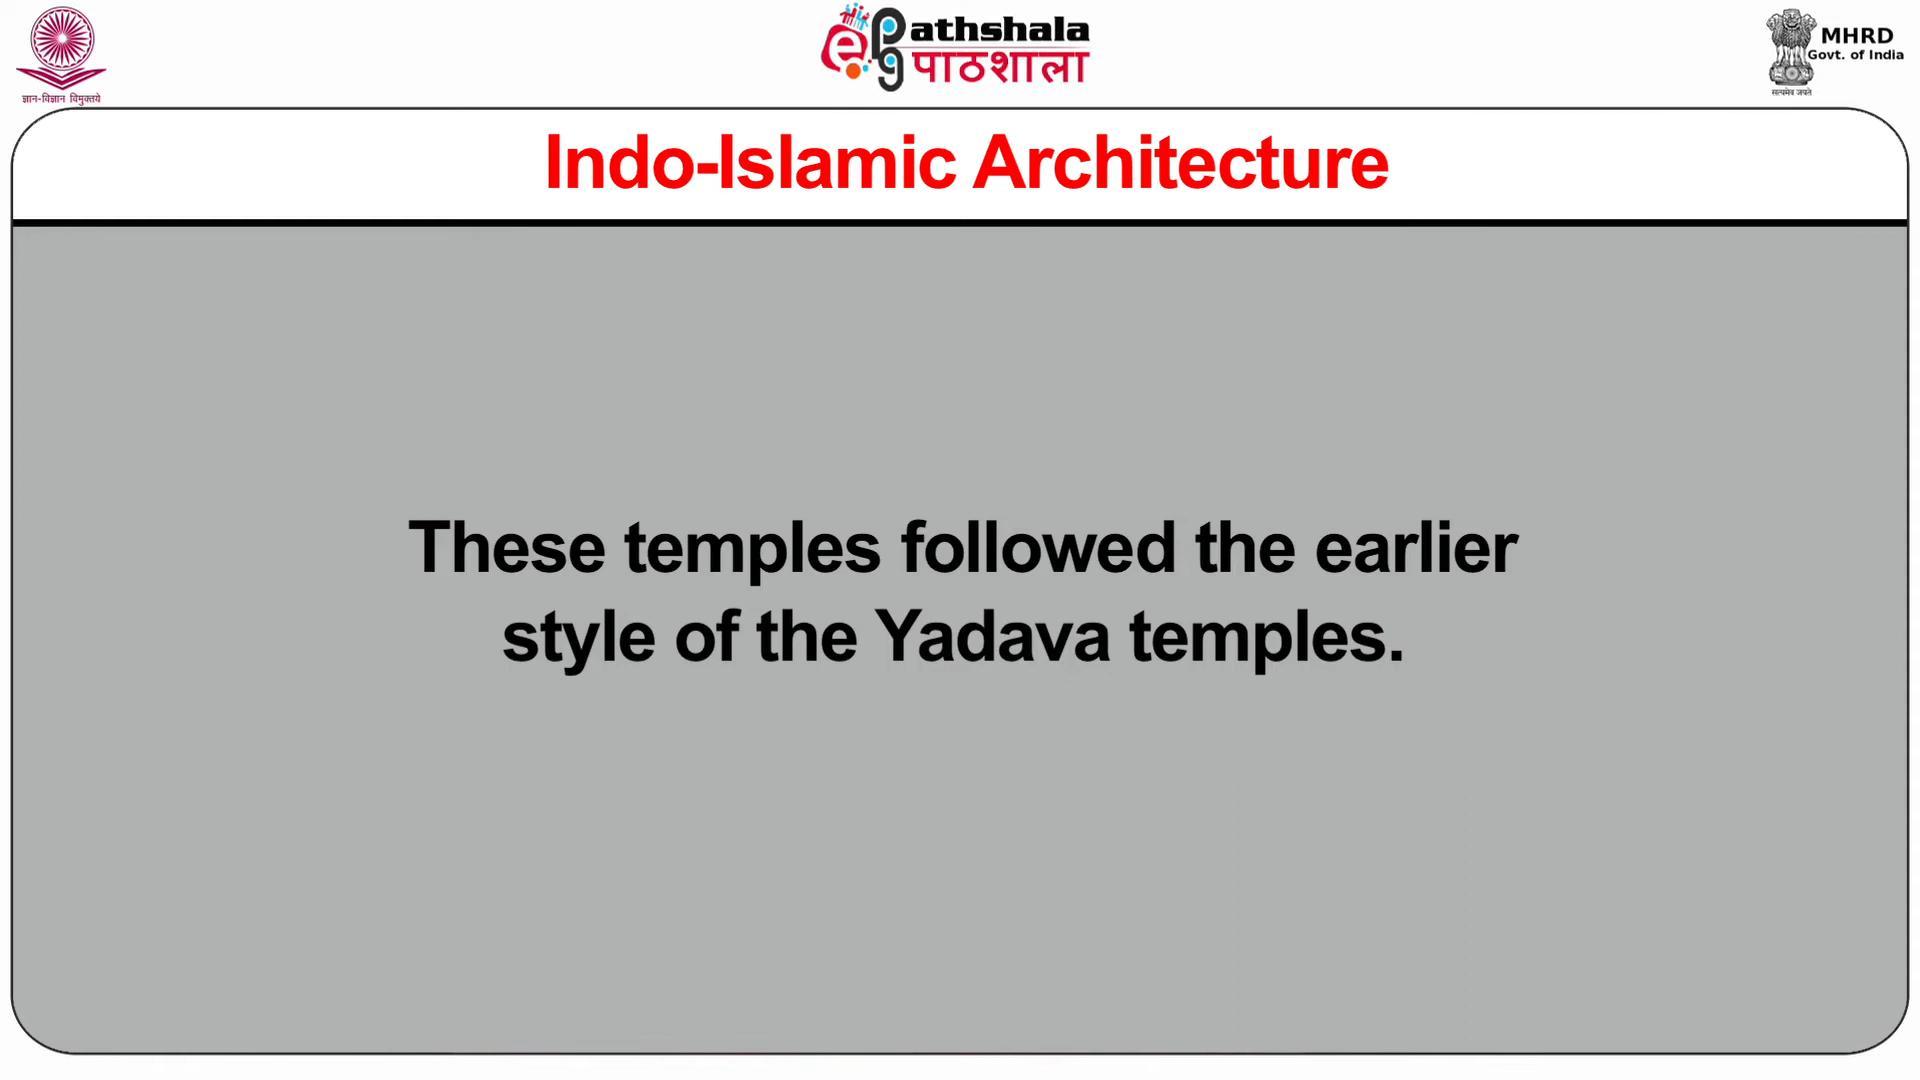 ज्ञान-विज्ञान विमुक्तये
ePGpathshala
पाठशाला
MHRD
Govt. of India
सत्यमेव जयते
Indo-Islamic Architecture
These temples followed the earlier
style of the Yadava temples.